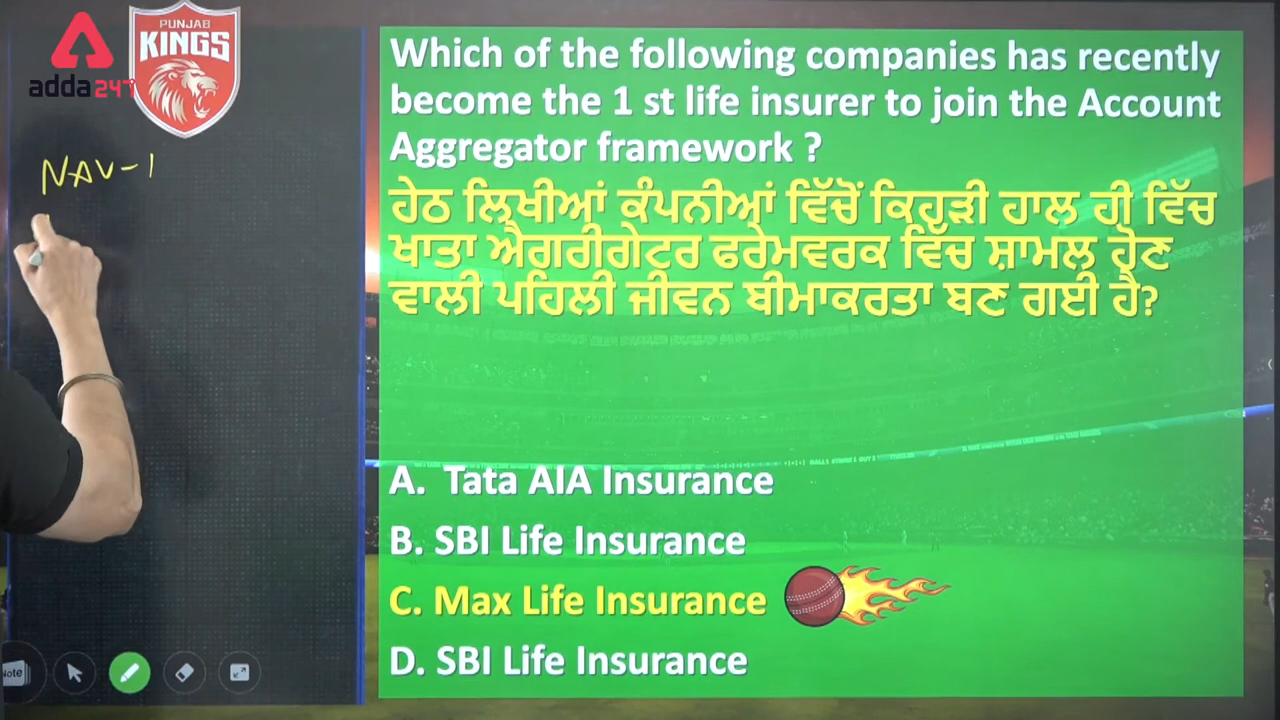 PUNJAB
KINGS
adda247
NAV-1
Which of the following companies has recently
become the 1 st life insurer to join the Account
Aggregator framework ?
ਹੇਠ ਲਿਖੀਆਂ ਕੰਪਨੀਆਂ ਵਿੱਚੋਂ ਕਿਹੜੀ ਹਾਲ ਹੀ ਵਿੱਚ
ਖਾਤਾ ਐਗਰੀਗੇਟਰ ਫਰੇਮਵਰਕ ਵਿੱਚ ਸ਼ਾਮਲ ਹੋਣ
ਵਾਲੀ ਪਹਿਲੀ ਜੀਵਨ ਬੀਮਾਕਰਤਾ ਬਣ ਗਈ ਹੈ?
A. Tata AIA Insurance
B. SBI Life Insurance
C. Max Life Insurance
D. SBI Life Insurance
Note